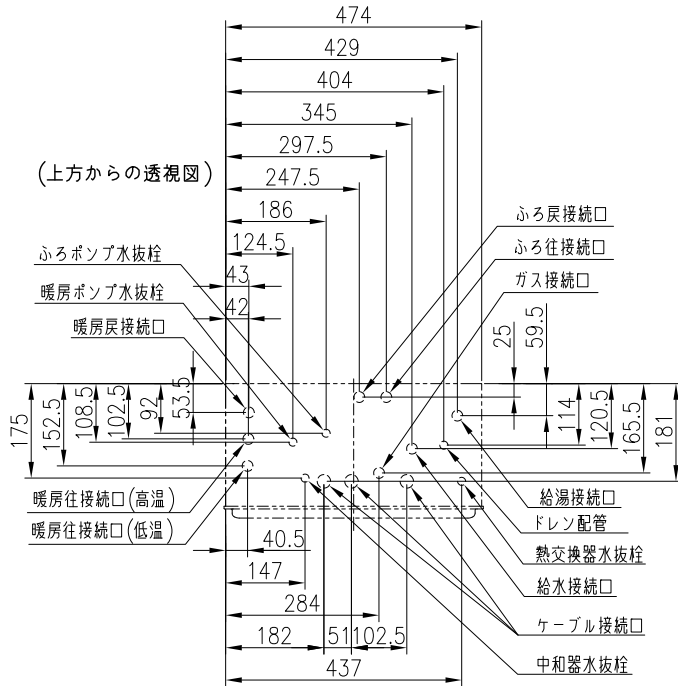 474
429
404
345
297.5
(上方からの透視図)
247.5
186
ふろ戻接続口
124.5
ふろポンプ水抜栓
ふろ往接続口
43
ガス接続口
暖房ポンプ水抜栓
42
暖房戻接続口
25
59.5
175
152.5
108.5
102.5
92
53.5
114
120.5
165.5
181
暖房往接続口(高温)
給湯接続口
ドレン配管
暖房往接続口(低温)
40.5
熱交換器水抜栓
147
給水接続口
284
ケーブル接続口
182
51
102.5
中和器水抜栓
437